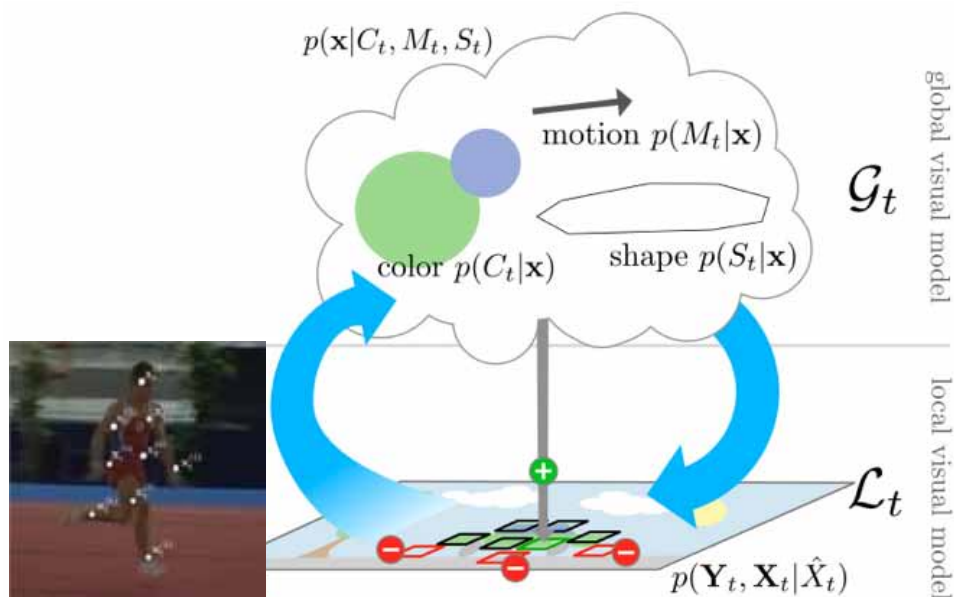 p(x|C_t, M_t, S_t)
motion p(M_t|x)
color p(C_t|x)
shape p(S_t|x)
𝒢_t
global visual model
+
ℒ_t
local visual model
− − −
p(Y_t, X_t|X̂_t)